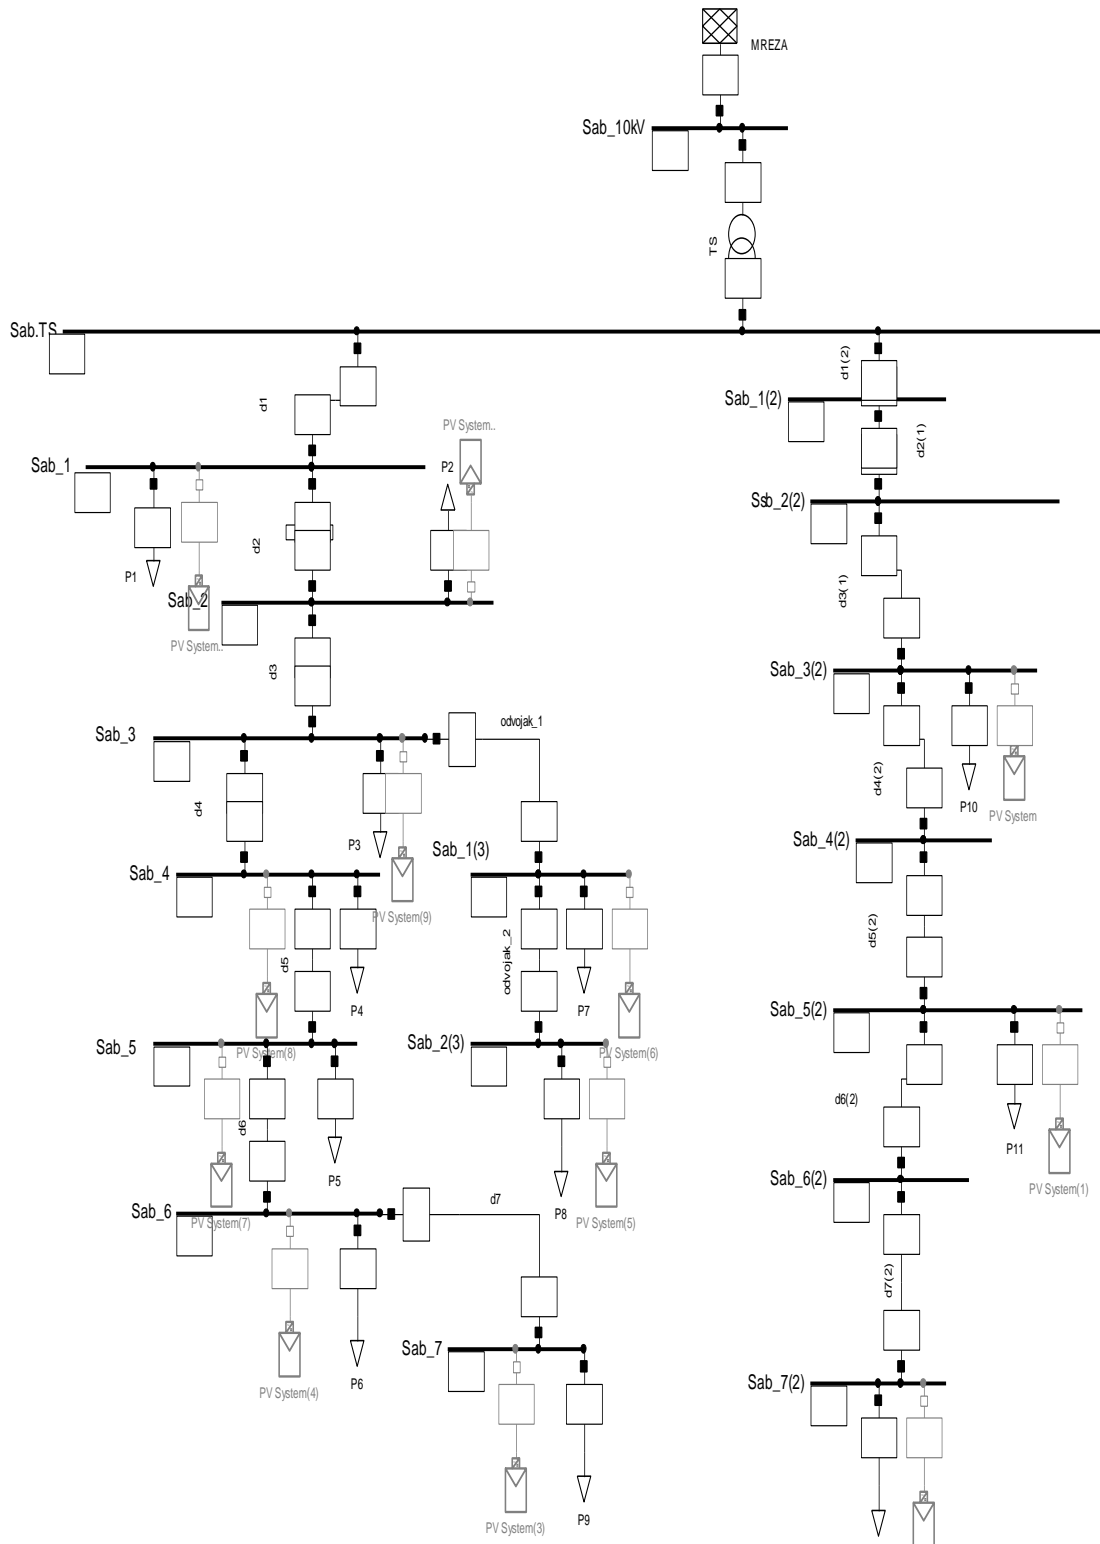 MREZA
Sab_10kV
TS
Sab.TS
d1
d1(2)
Sab_1(2)
PV System..
d2(1)
Sab_1
P2
Ssb_2(2)
d2
P1
Sab_2
d3(1)
PV System..
d3
Sab_3(2)
odvojak_1
Sab_3
d4(2)
d4
P10
PV System
P3
Sab_1(3)
Sab_4(2)
Sab_4
PV System(9)
d5(2)
odvojak_2
d5
P4
P7
Sab_5(2)
Sab_5
PV System(8)
Sab_2(3)
PV System(6)
d6(2)
d6
P11
P5
Sab_6(2)
PV System(1)
P8
Sab_6
PV System(7)
d7
PV System(5)
d7(2)
Sab_7
P6
PV System(4)
Sab_7(2)
P9
PV System(3)